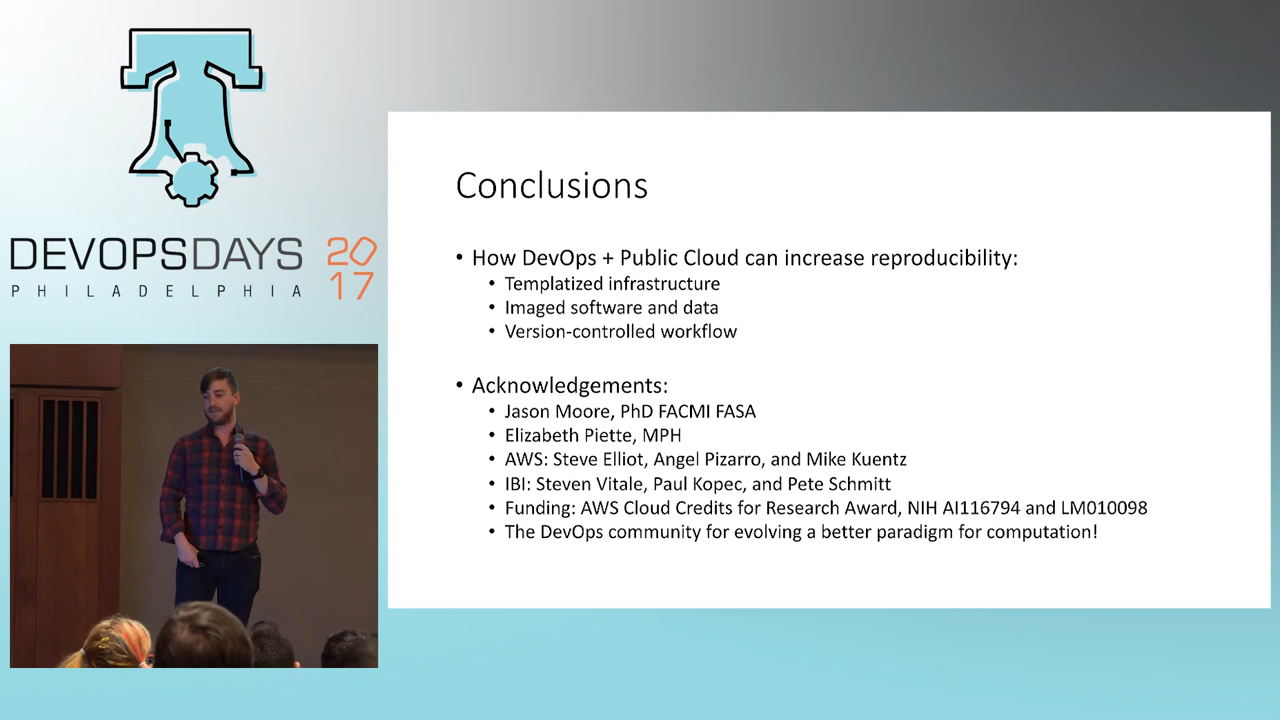 DEVOPSDAYS 2017
PHILADELPHIA
Conclusions
• How DevOps + Public Cloud can increase reproducibility:
• Templatized infrastructure
• Imaged software and data
• Version-controlled workflow
• Acknowledgements:
• Jason Moore, PhD FACMI FASA
• Elizabeth Piette, MPH
• AWS: Steve Elliot, Angel Pizarro, and Mike Kuentz
• IBI: Steven Vitale, Paul Kopec, and Pete Schmitt
• Funding: AWS Cloud Credits for Research Award, NIH AI116794 and LM010098
• The DevOps community for evolving a better paradigm for computation!